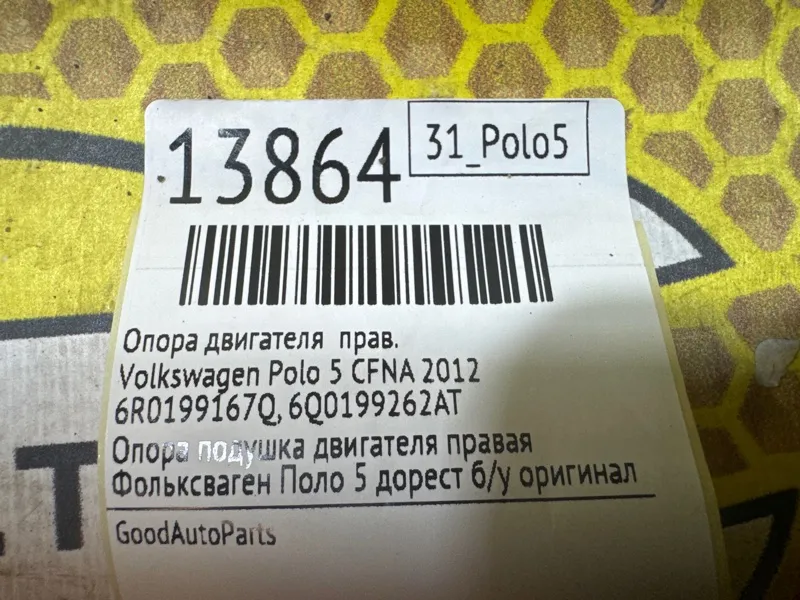 13864
31_Polo5
Опора двигателя прав.
Volkswagen Polo 5 CFNA 2012
6R0199167Q, 6Q0199262AT
Опора подушка двигателя правая
Фольксваген Поло 5 дорест б/у оригинал
GoodAutoParts
.T